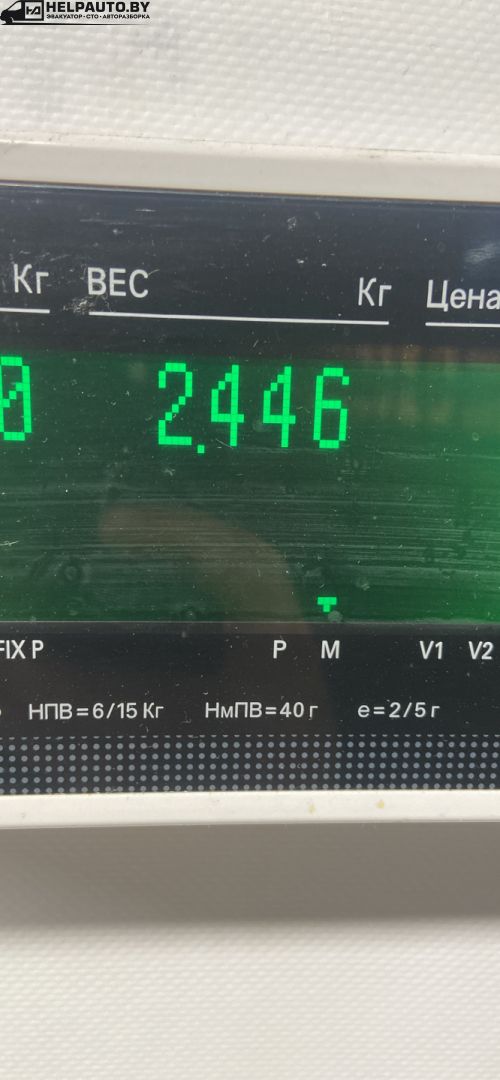 HELPAUTO.BY
ЭВАКУАТОР·СТО·АВТОРАЗБОРКА
Кг ВЕС Кг Цена
0 2.446
FIX P P M V1 V2
НПВ=6/15 Кг НмПВ=40 г e=2/5 г